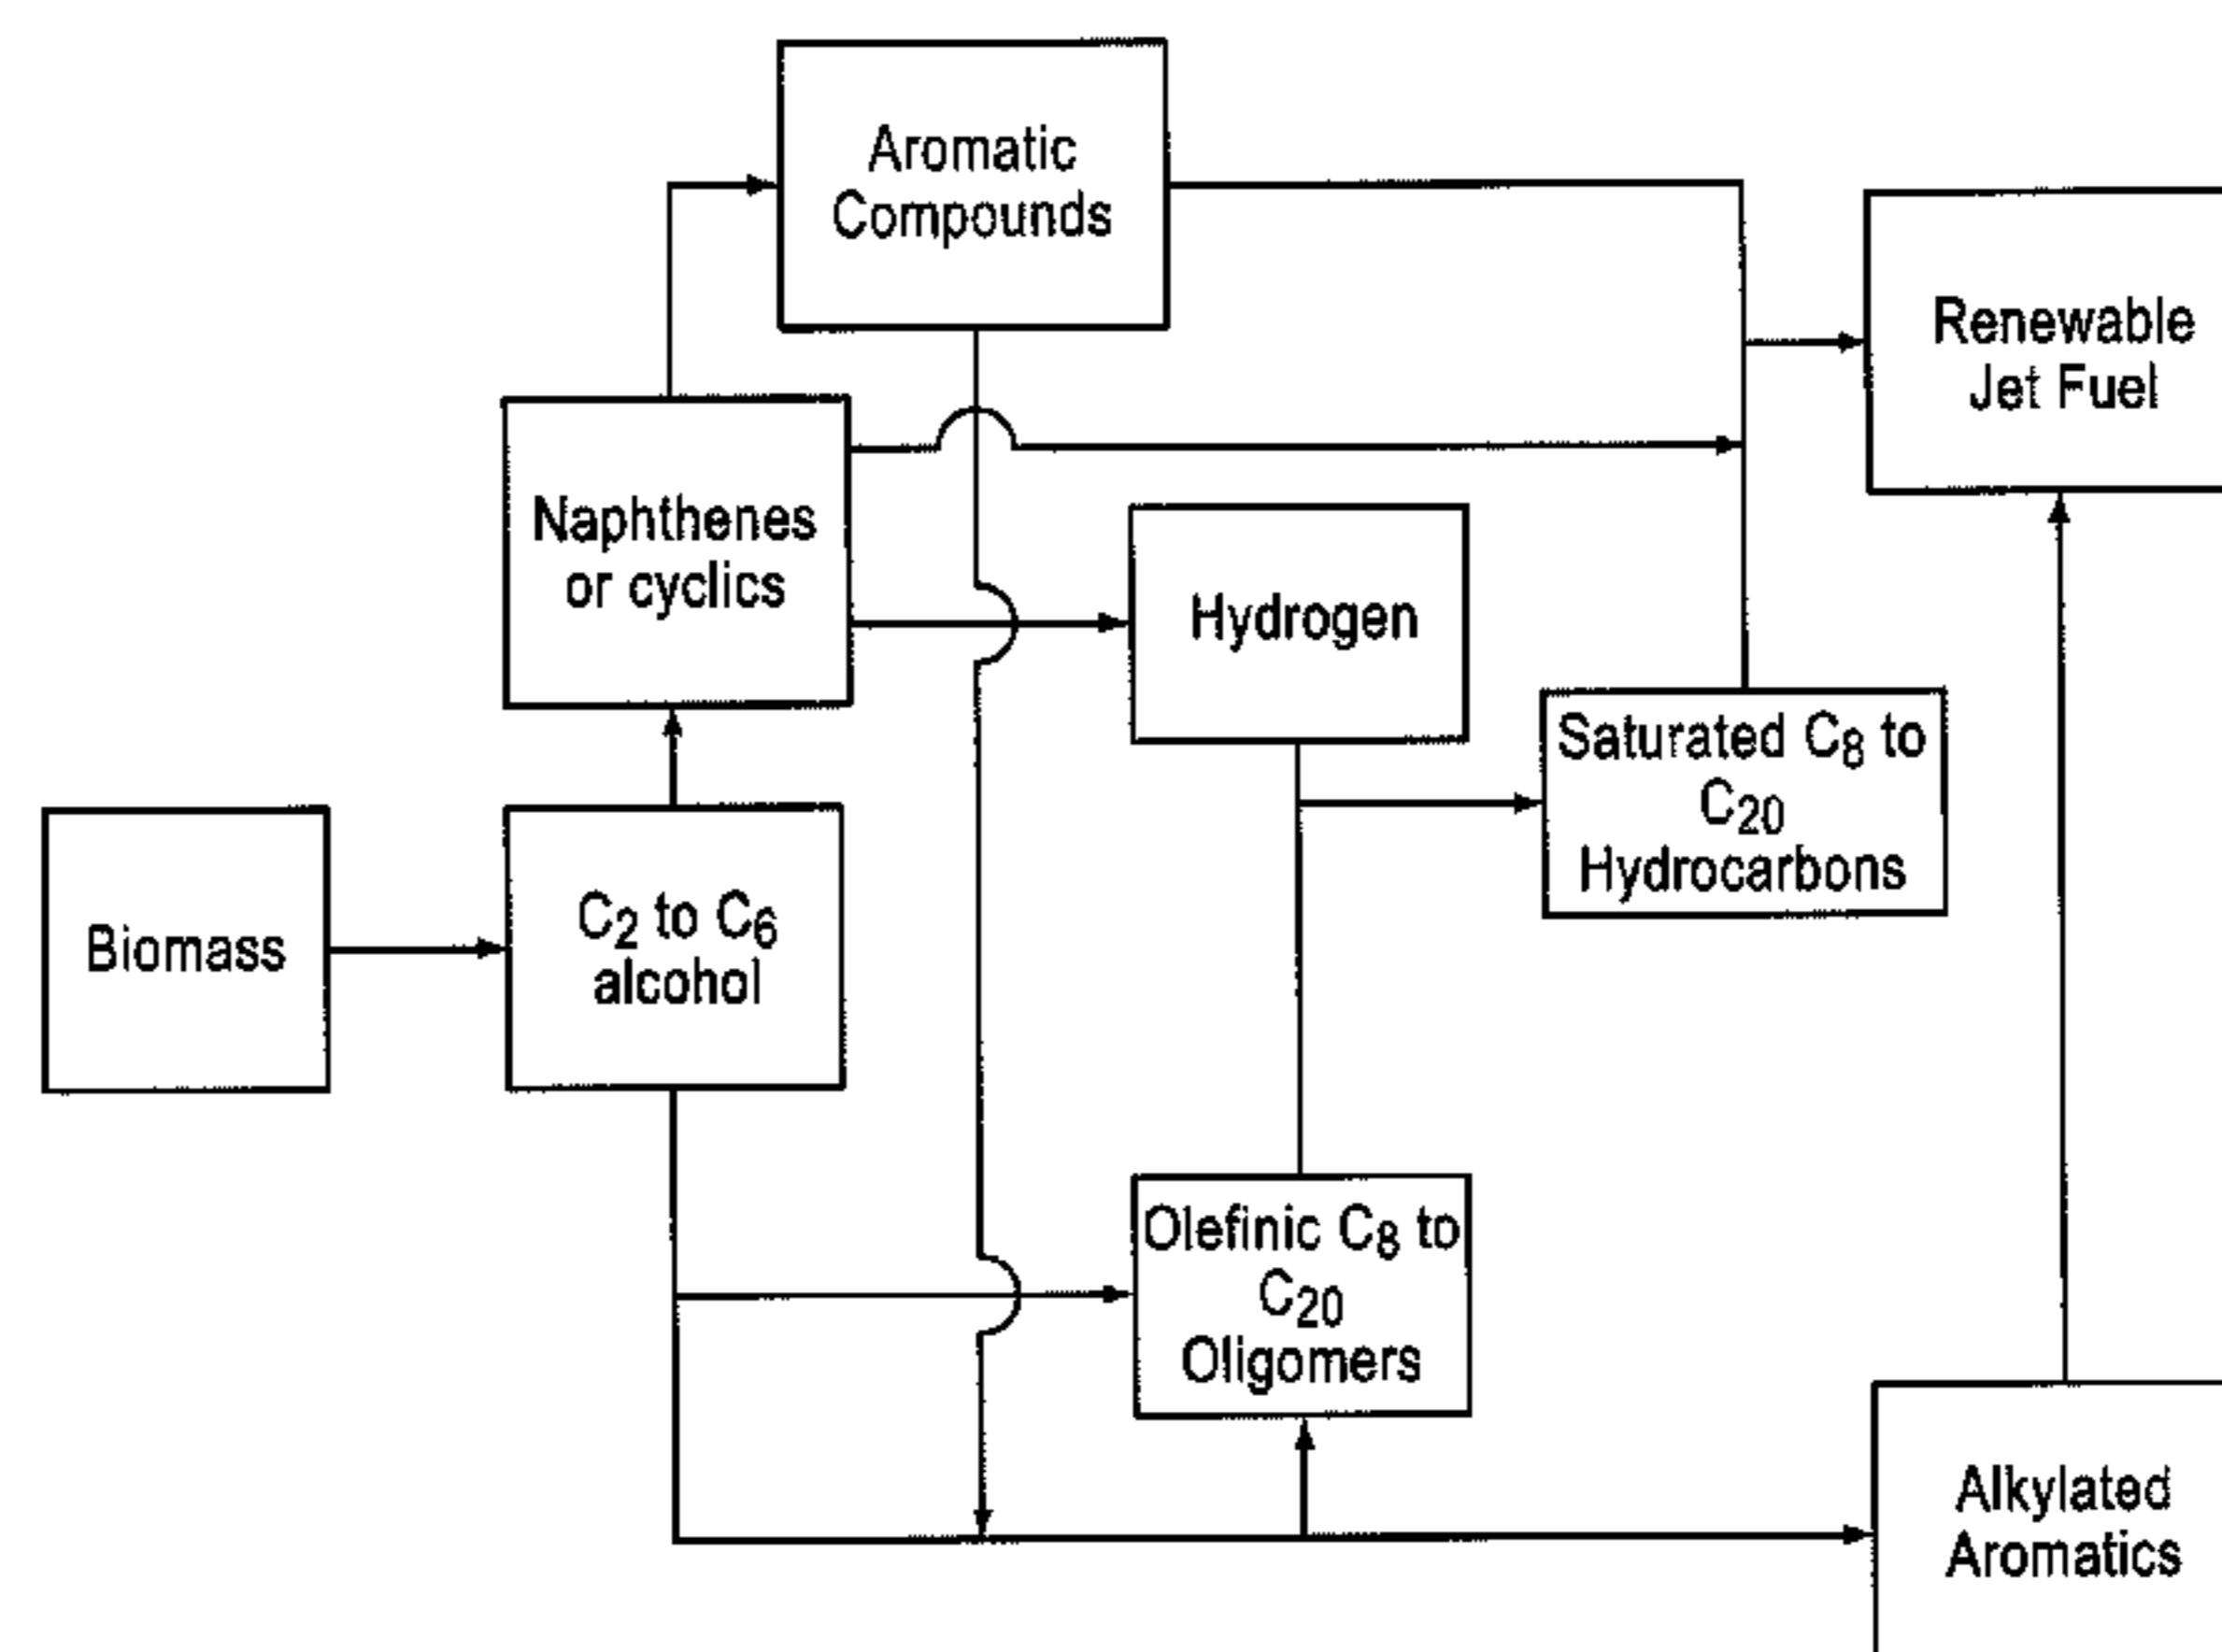 Aromatic
Compounds
Renewable
Jet Fuel
Naphthenes
or cyclics
Hydrogen
Saturated C₈ to
C₂₀
Hydrocarbons
Biomass
C₂ to C₆
alcohol
Olefinic C₈ to
C₂₀
Oligomers
Alkylated
Aromatics